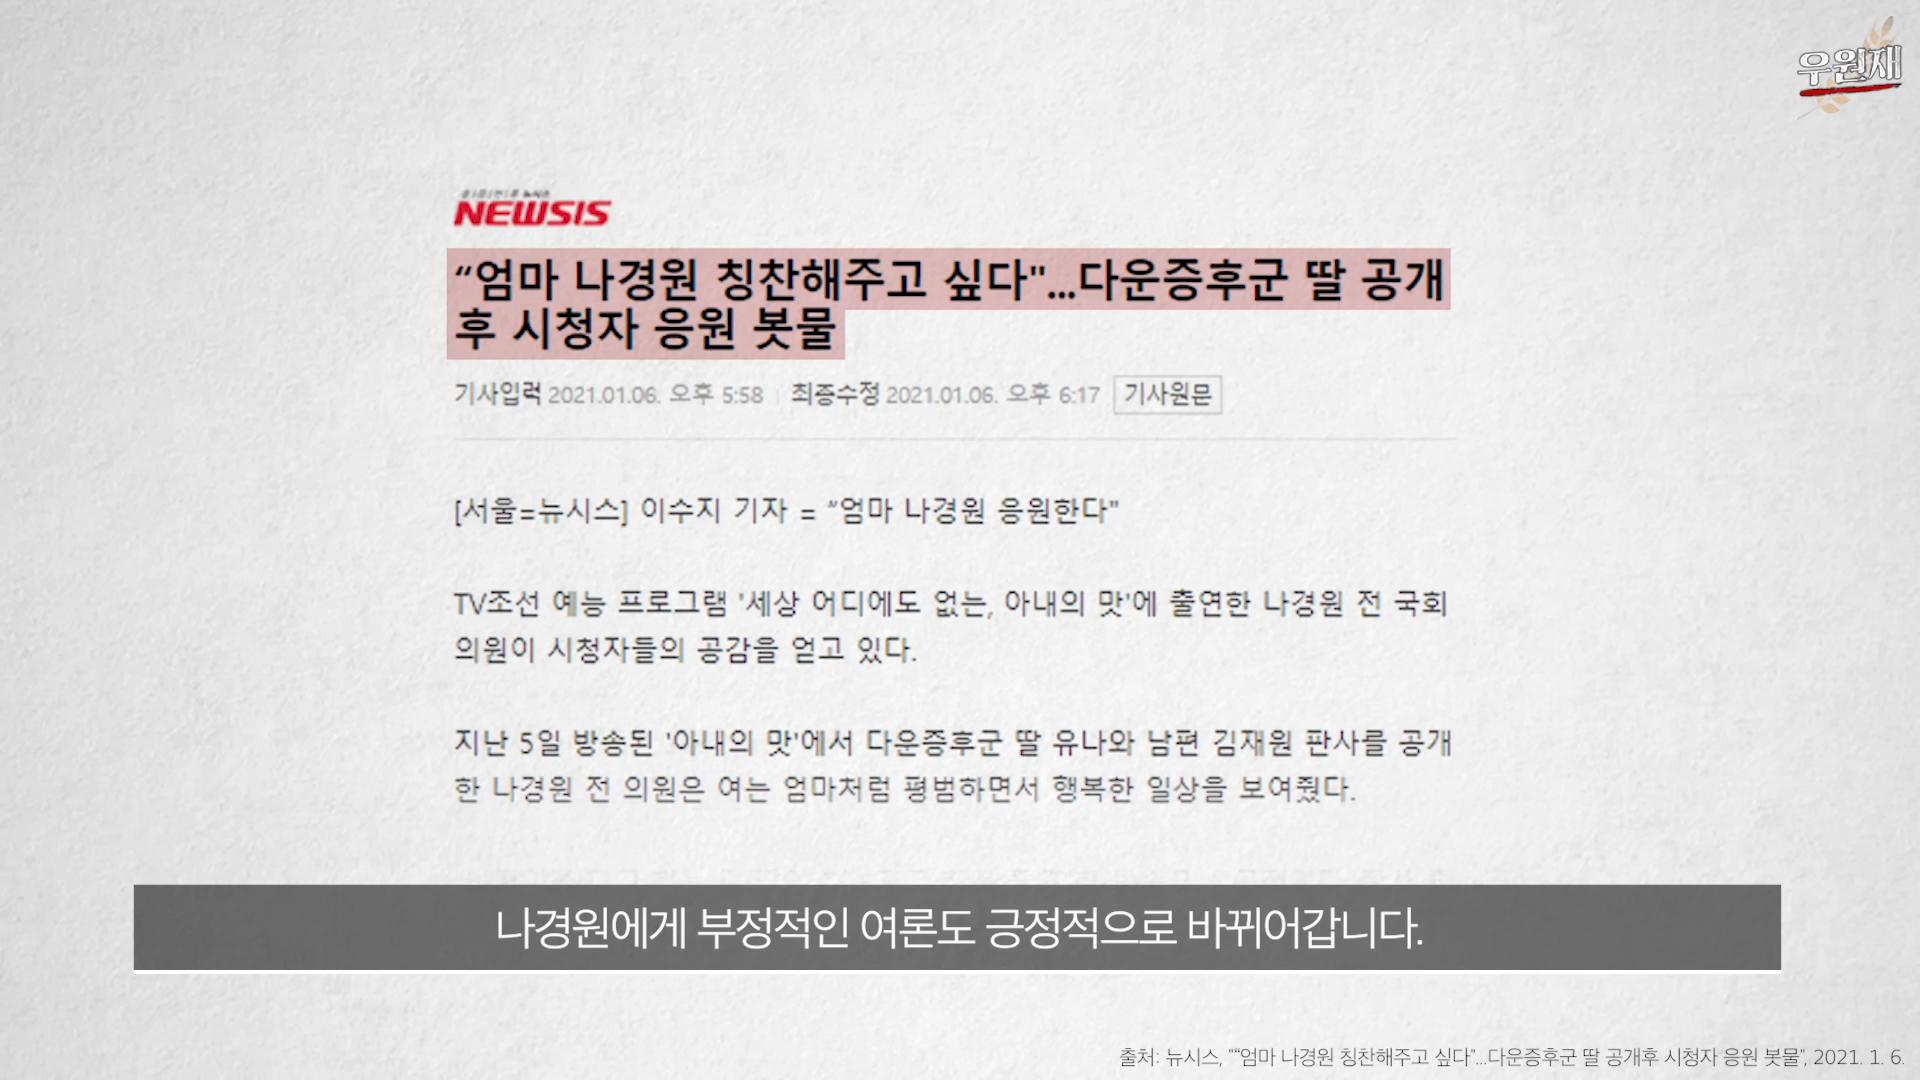 우원재
NEWSIS
“엄마 나경원 칭찬해주고 싶다"...다운증후군 딸 공개
후 시청자 응원 봇물
기사입력 2021.01.06. 오후 5:58 최종수정 2021.01.06. 오후 6:17 기사원문
[서울=뉴시스] 이수지 기자 = “엄마 나경원 응원한다"
TV조선 예능 프로그램 '세상 어디에도 없는, 아내의 맛'에 출연한 나경원 전 국회
의원이 시청자들의 공감을 얻고 있다.
지난 5일 방송된 '아내의 맛'에서 다운증후군 딸 유나와 남편 김재원 판사를 공개
한 나경원 전 의원은 여는 엄마처럼 평범하면서 행복한 일상을 보여줬다.
나경원에게 부정적인 여론도 긍정적으로 바뀌어갑니다.
출처: 뉴시스, "“엄마 나경원 칭찬해주고 싶다"...다운증후군 딸 공개후 시청자 응원 봇물", 2021. 1. 6.